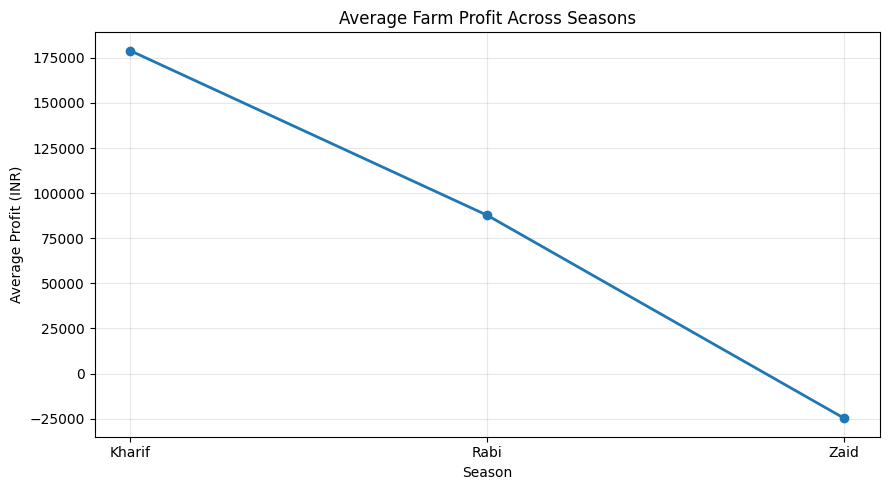 Average Farm Profit Across Seasons
Average Profit (INR)
175000
150000
125000
100000
75000
50000
25000
0
−25000
Kharif
Rabi
Zaid
Season